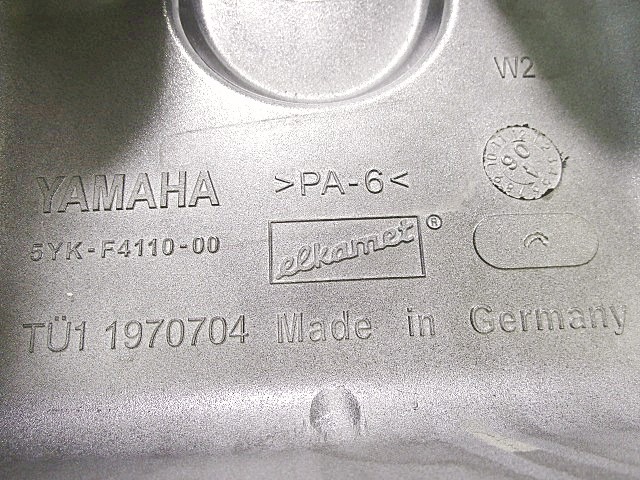 W2
YAMAHA
>PA-6<
5YK-F4110-00
elkamet®
TÜ1 1970704 Made in Germany